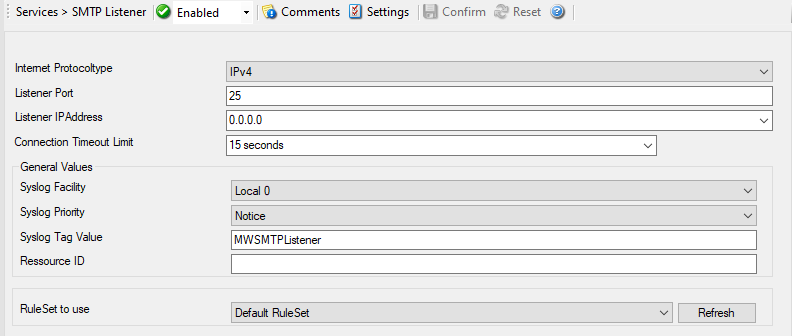 Services > SMTP Listener Enabled Comments Settings Confirm Reset
Internet Protocoltype IPv4
Listener Port 25
Listener IPAddress 0.0.0.0
Connection Timeout Limit 15 seconds
General Values
Syslog Facility Local 0
Syslog Priority Notice
Syslog Tag Value MWSMTPListener
Ressource ID
RuleSet to use Default RuleSet Refresh